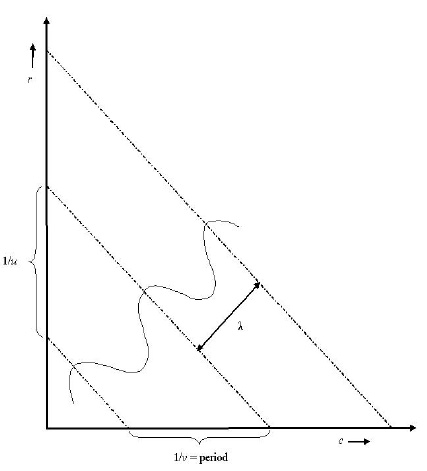 r
1/u
λ
c
1/v = period